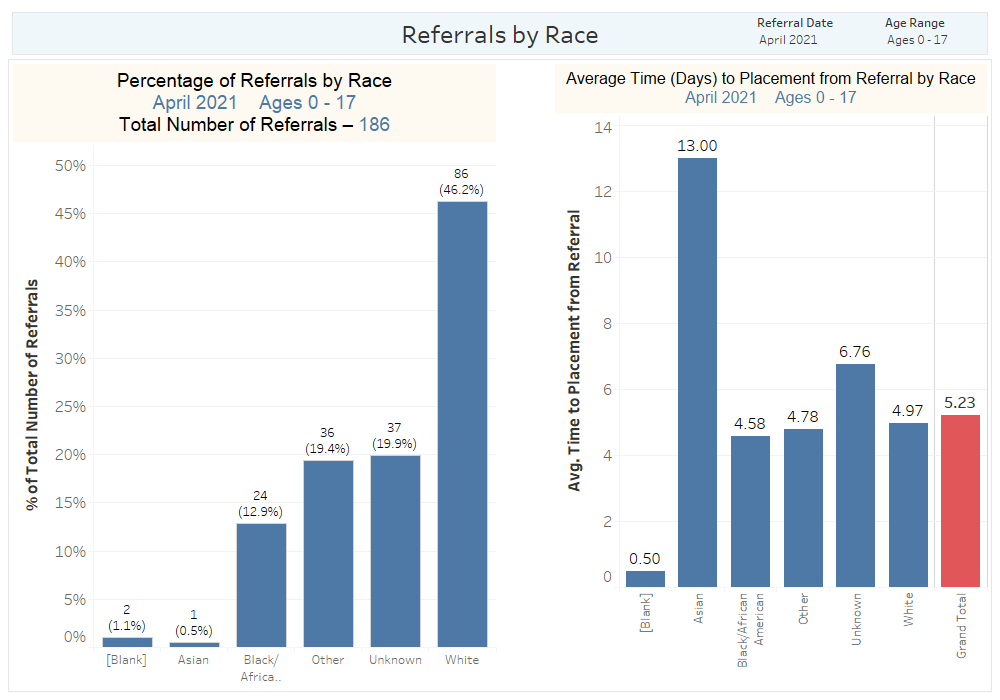 Referrals by Race
Referral Date
April 2021
Age Range
Ages 0 - 17
Percentage of Referrals by Race
April 2021 Ages 0 - 17
Total Number of Referrals – 186
% of Total Number of Referrals
50%
45%
40%
35%
30%
25%
20%
15%
10%
5%
0%
2
(1.1%)
1
(0.5%)
24
(12.9%)
36
(19.4%)
37
(19.9%)
86
(46.2%)
[Blank]
Asian
Black/
Africa..
Other
Unknown
White
Average Time (Days) to Placement from Referral by Race
April 2021 Ages 0 - 17
Avg. Time to Placement from Referral
14
12
10
8
6
4
2
0
0.50
13.00
4.58
4.78
6.76
4.97
5.23
[Blank]
Asian
Black/African
American
Other
Unknown
White
Grand Total